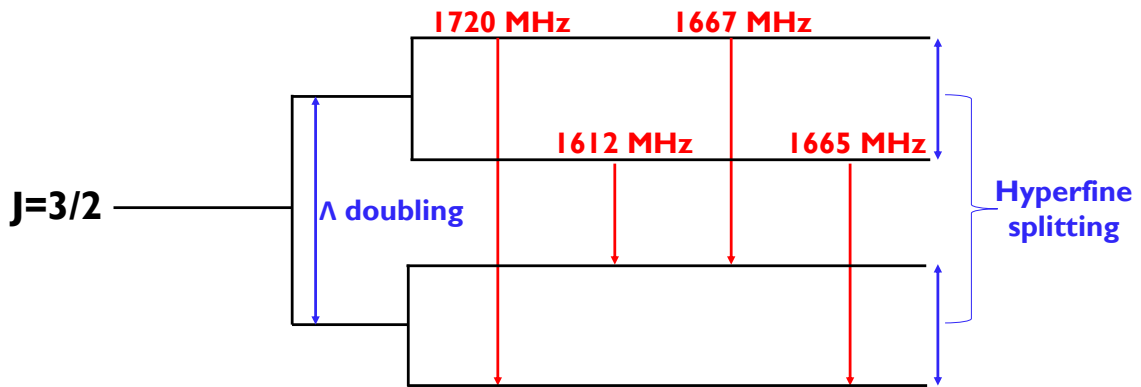 1720 MHz
1667 MHz
1612 MHz
1665 MHz
J=3/2
Λ doubling
Hyperfine
splitting